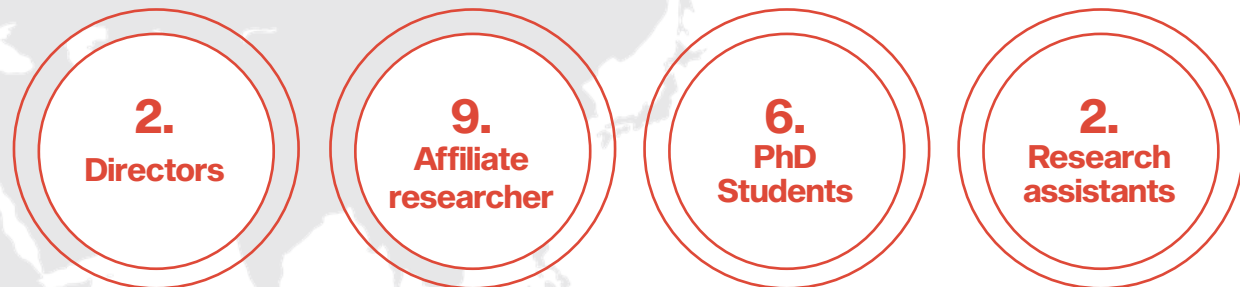 2.
Directors
9.
Affiliate
researcher
6.
PhD
Students
2.
Research
assistants